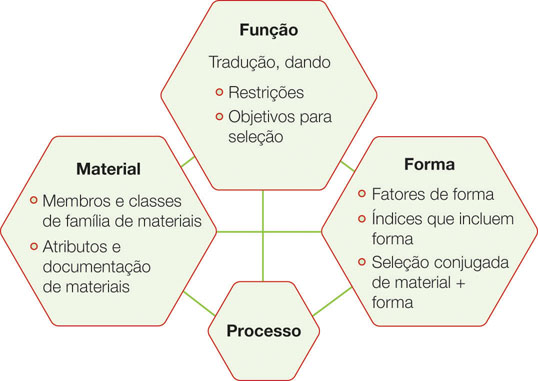 Função
Tradução, dando
Restrições
Objetivos para
seleção
Material
Membros e classes
de família de materiais
Atributos e
documentação
de materiais
Forma
Fatores de forma
Índices que incluem
forma
Seleção conjugada
de material +
forma
Processo